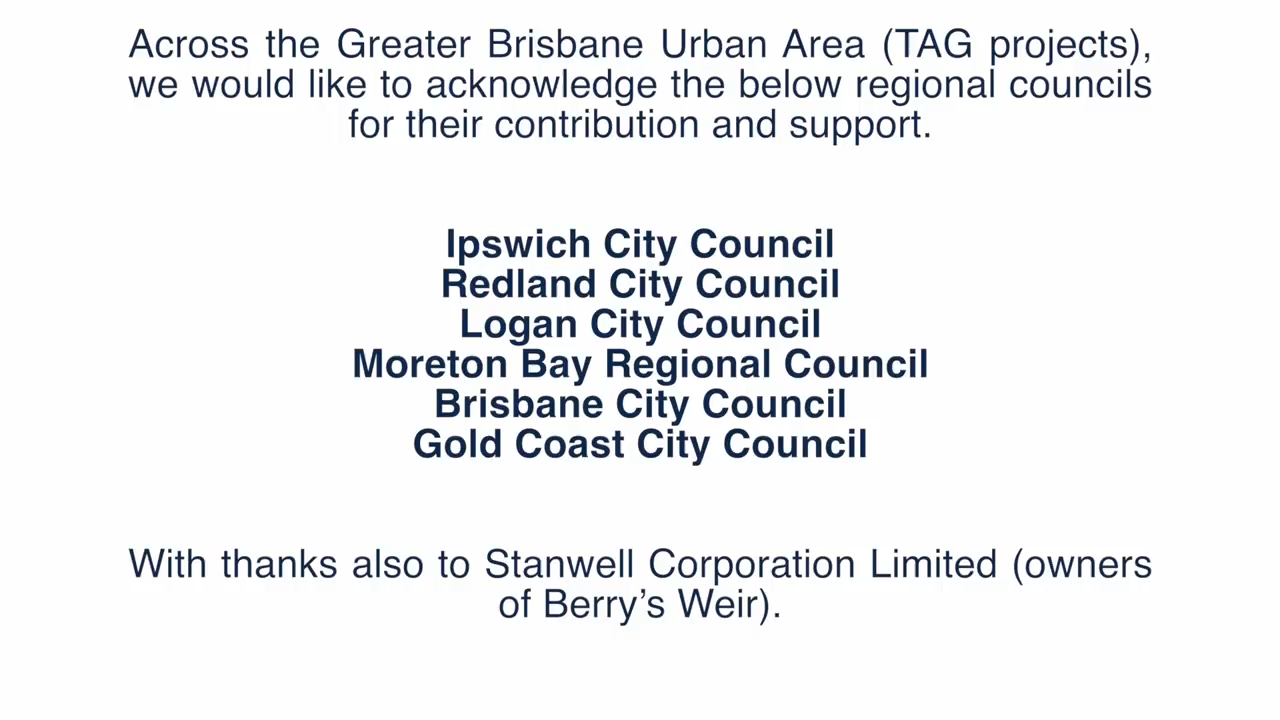 Across the Greater Brisbane Urban Area (TAG projects),
we would like to acknowledge the below regional councils
for their contribution and support.
Ipswich City Council
Redland City Council
Logan City Council
Moreton Bay Regional Council
Brisbane City Council
Gold Coast City Council
With thanks also to Stanwell Corporation Limited (owners
of Berry’s Weir).